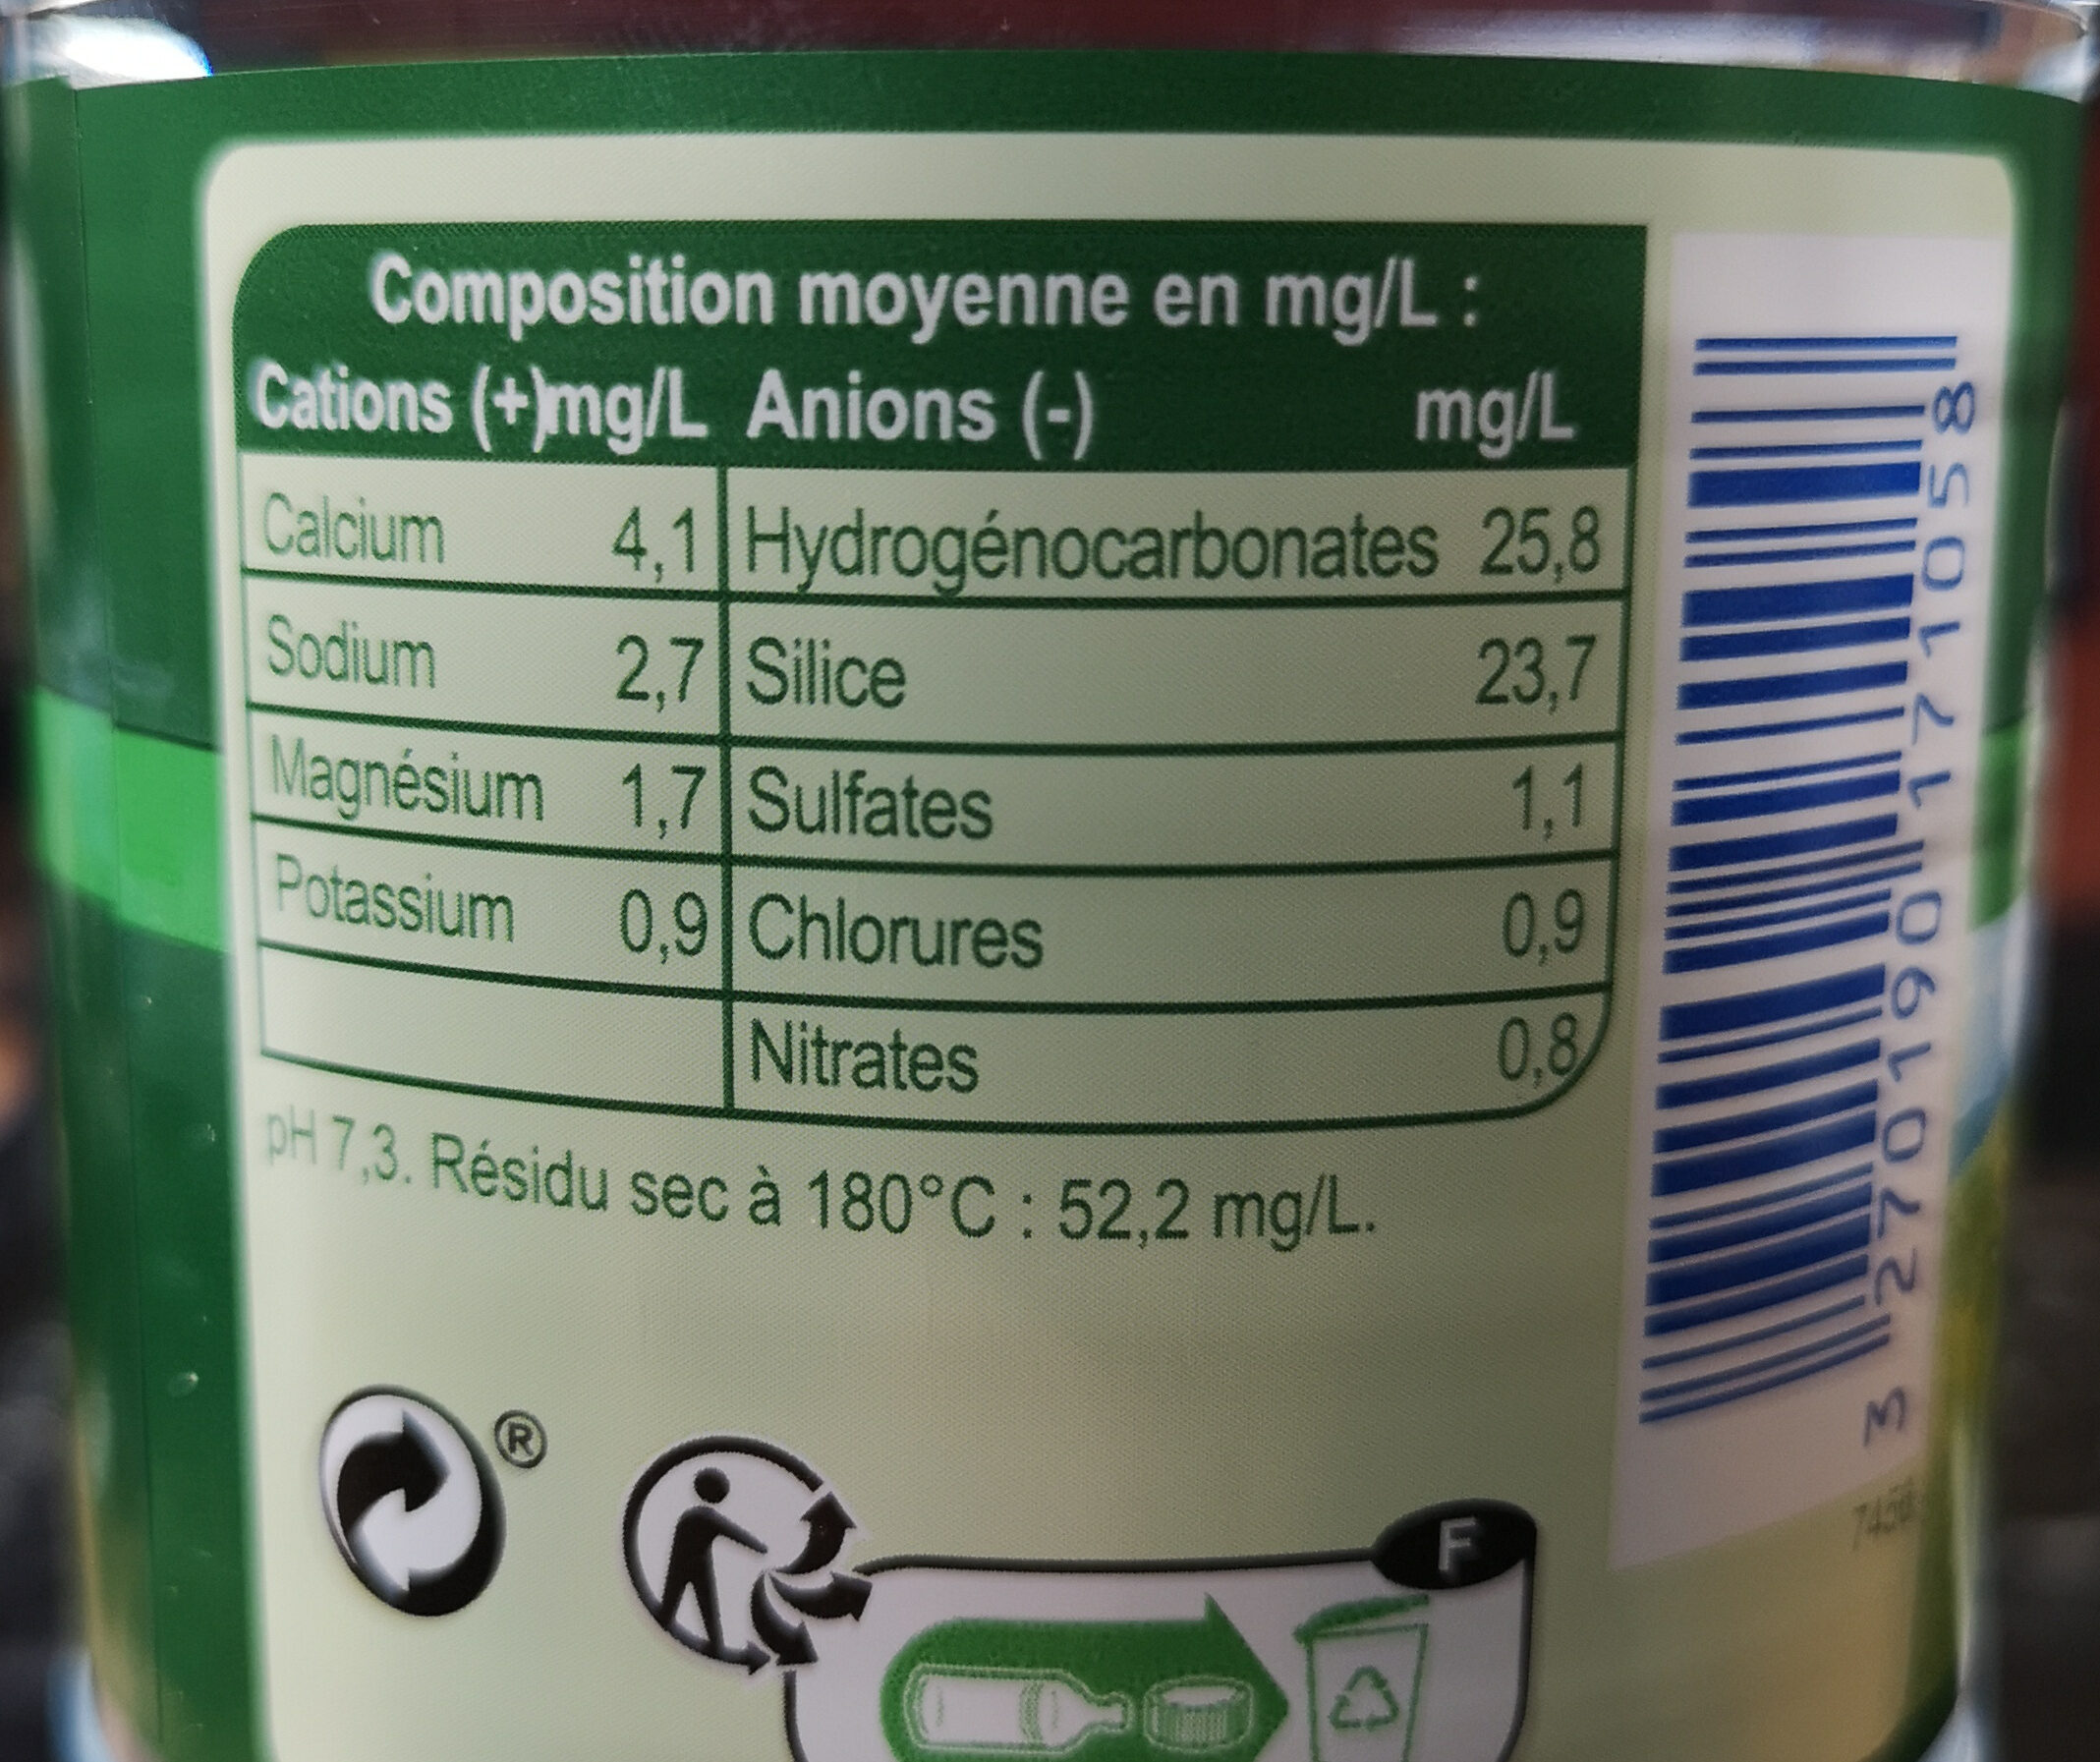 Composition moyenne en mg/L :
Cations (+)mg/L Anions (-) mg/L
Calcium 4,1 Hydrogénocarbonates 25,8
Sodium 2,7 Silice 23,7
Magnésium 1,7 Sulfates 1,1
Potassium 0,9 Chlorures 0,9
Nitrates 0,8
pH 7,3. Résidu sec à 180°C : 52,2 mg/L.
®
F
3 270190 171058